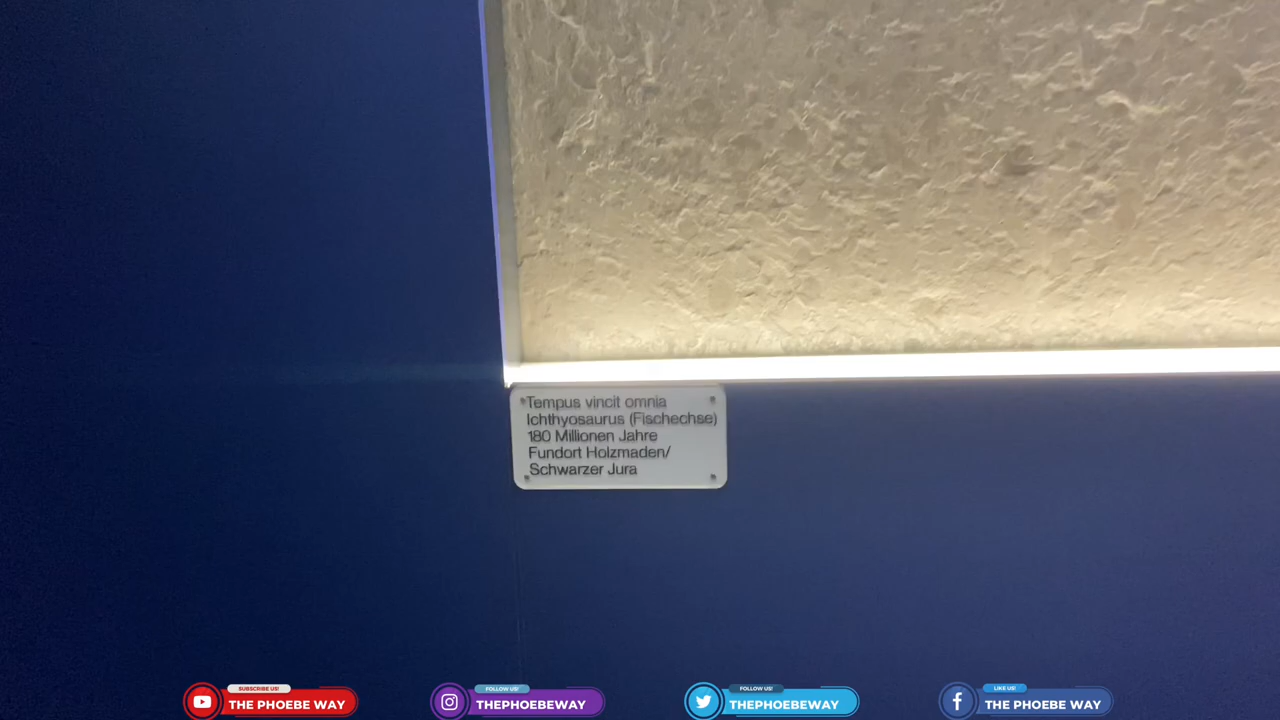 Tempus vincit omnia
Ichthyosaurus (Fischechse)
180 Millionen Jahre
Fundort Holzmaden/
Schwarzer Jura
SUBSCRIBE US!
THE PHOEBE WAY
FOLLOW US!
THEPHOEBEWAY
FOLLOW US!
THEPHOEBEWAY
LIKE US!
THE PHOEBE WAY